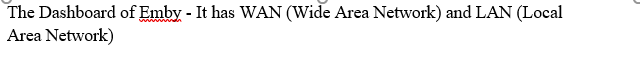 The Dashboard of Emby - It has WAN (Wide Area Network) and LAN (Local
Area Network)